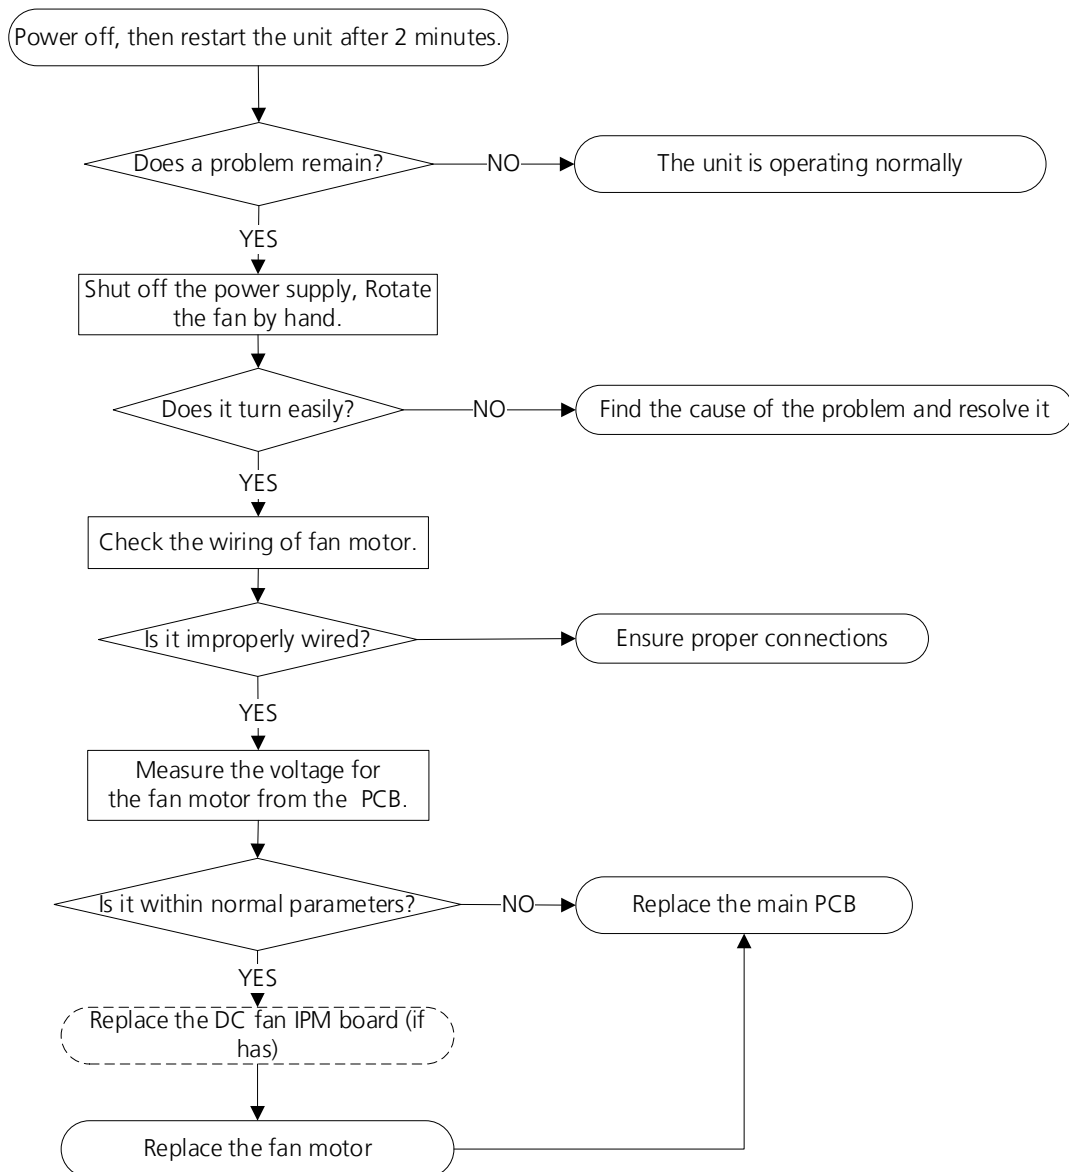 Power off, then restart the unit after 2 minutes.
Does a problem remain?
NO
The unit is operating normally
YES
Shut off the power supply, Rotate
the fan by hand.
Does it turn easily?
NO
Find the cause of the problem and resolve it
YES
Check the wiring of fan motor.
Is it improperly wired?
Ensure proper connections
YES
Measure the voltage for
the fan motor from the PCB.
Is it within normal parameters?
NO
Replace the main PCB
YES
Replace the DC fan IPM board (if
has)
Replace the fan motor